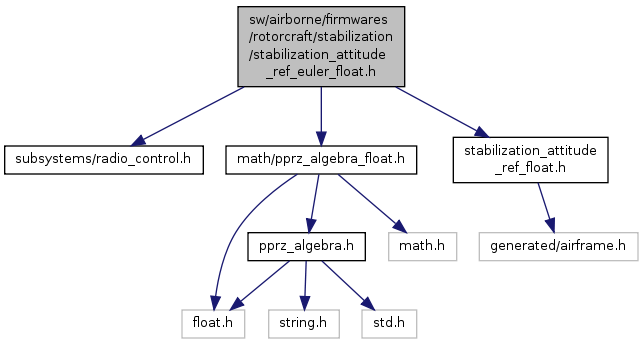 sw/airborne/firmwares
/rotorcraft/stabilization
/stabilization_attitude
_ref_euler_float.h
subsystems/radio_control.h
math/pprz_algebra_float.h
stabilization_attitude
_ref_float.h
pprz_algebra.h
math.h
generated/airframe.h
float.h
string.h
std.h